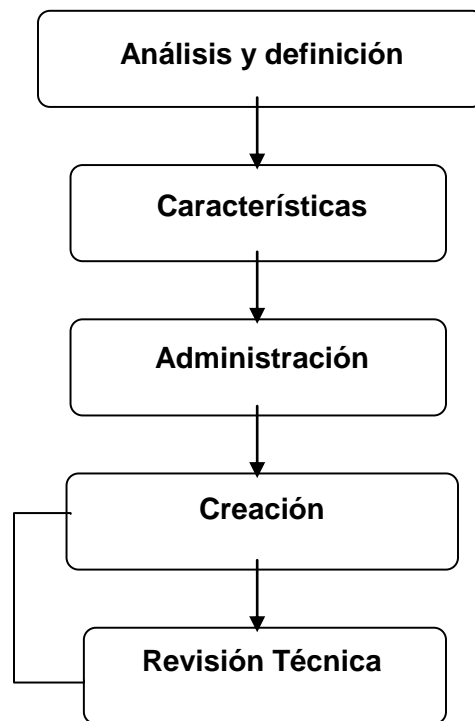 Análisis y definición
Características
Administración
Creación
Revisión Técnica